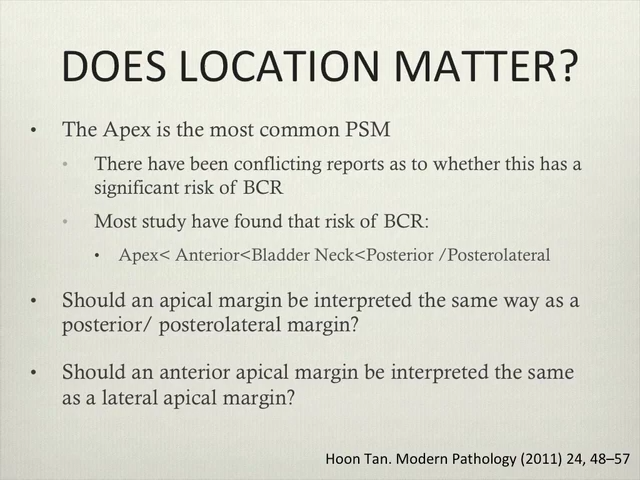 DOES LOCATION MATTER?
• The Apex is the most common PSM
• There have been conflicting reports as to whether this has a
significant risk of BCR
• Most study have found that risk of BCR:
• Apex< Anterior<Bladder Neck<Posterior /Posterolateral
• Should an apical margin be interpreted the same way as a
posterior/ posterolateral margin?
• Should an anterior apical margin be interpreted the same
as a lateral apical margin?
Hoon Tan. Modern Pathology (2011) 24, 48–57